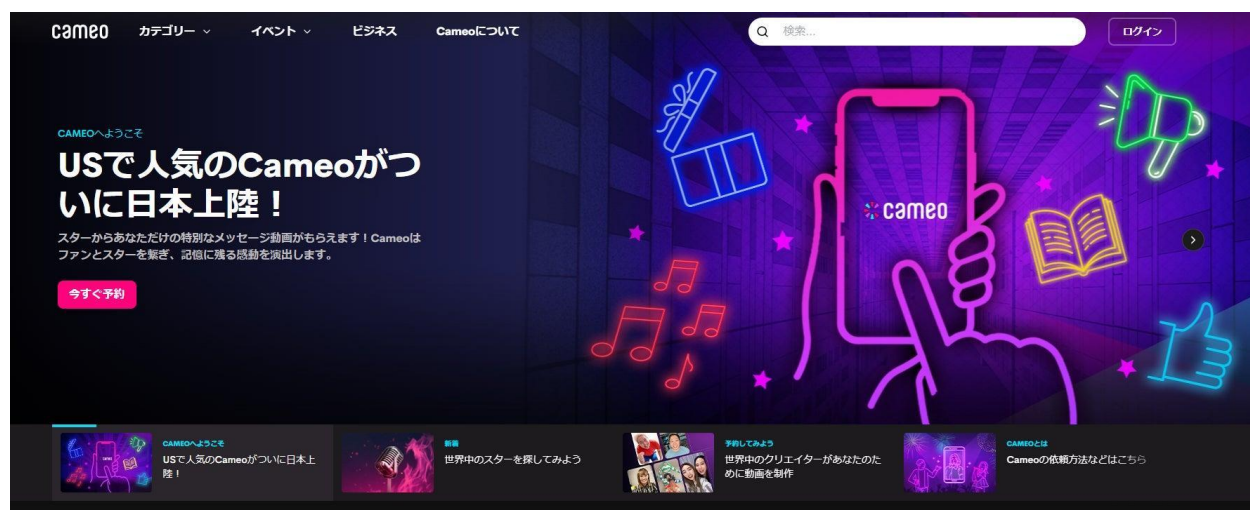 cameo
カテゴリー
イベント
ビジネス
Cameoについて
検索...
ログイン
CAMEOへようこそ
USで人気のCameoがつ
いに日本上陸！
スターからあなただけの特別なメッセージ動画がもらえます！Cameoは
ファンとスターを繋ぎ、記憶に残る感動を演出します。
今すぐ予約
cameo
CAMEOへようこそ
USで人気のCameoがついに日本上
陸！
新着
世界中のスターを探してみよう
予約してみよう
世界中のクリエイターがあなたのた
めに動画を制作
CAMEOとは
Cameoの依頼方法などはこちら